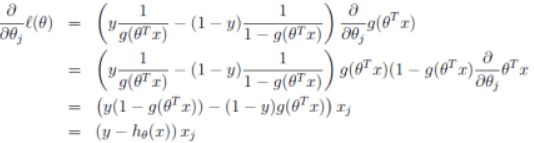 ∂/∂θ_j ℓ(θ) = ( y 1/g(θ^T x) − (1 − y) 1/(1 − g(θ^T x)) ) ∂/∂θ_j g(θ^T x)
= ( y 1/g(θ^T x) − (1 − y) 1/(1 − g(θ^T x)) ) g(θ^T x)(1 − g(θ^T x) ∂/∂θ_j θ^T x
= (y(1 − g(θ^T x)) − (1 − y)g(θ^T x)) x_j
= (y − h_θ(x)) x_j